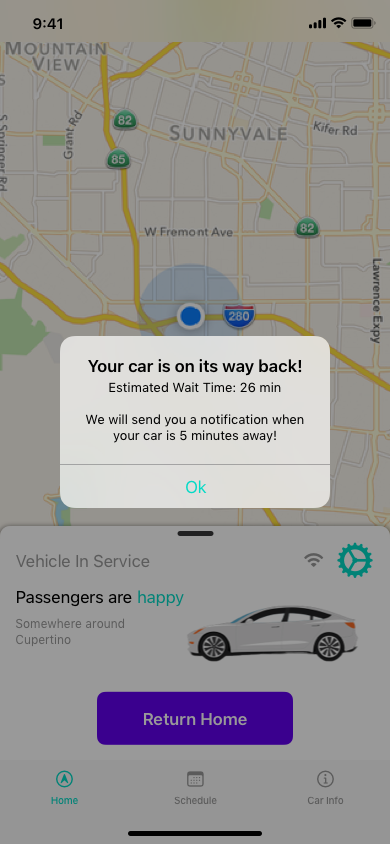 9:41
MOUNTAIN
VIEW
82
Grant Rd
SUNNYVALE
Kifer Rd
85
S Springer Rd
W Fremont Ave
82
Lawrence Expy
280
Your car is on its way back!
Estimated Wait Time: 26 min
We will send you a notification when
your car is 5 minutes away!
Ok
Vehicle In Service
Passengers are happy
Somewhere around
Cupertino
Return Home
Home
Schedule
Car Info